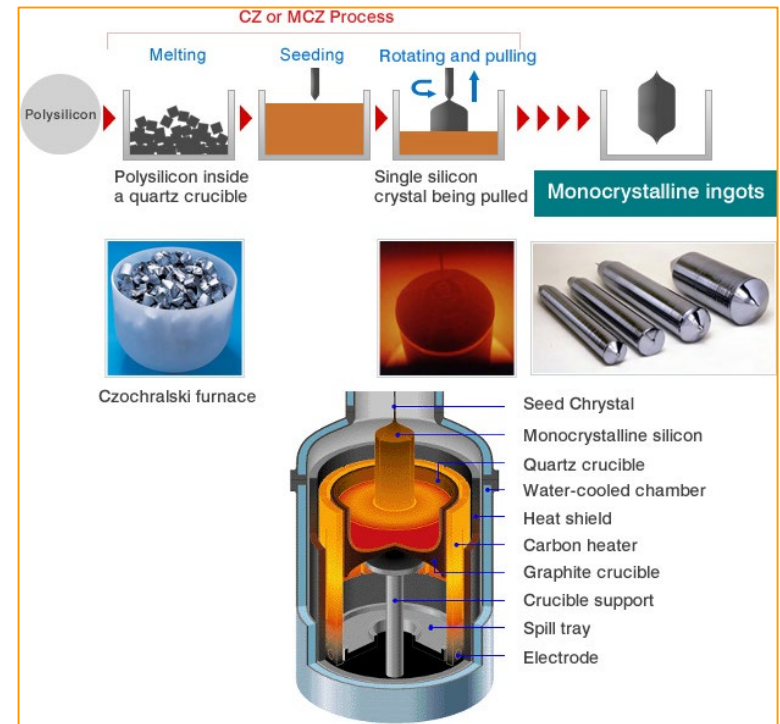 CZ or MCZ Process
Melting
Seeding
Rotating and pulling
Polysilicon
Polysilicon inside
a quartz crucible
Single silicon
crystal being pulled
Monocrystalline ingots
Czochralski furnace
Seed Chrystal
Monocrystalline silicon
Quartz crucible
Water-cooled chamber
Heat shield
Carbon heater
Graphite crucible
Crucible support
Spill tray
Electrode